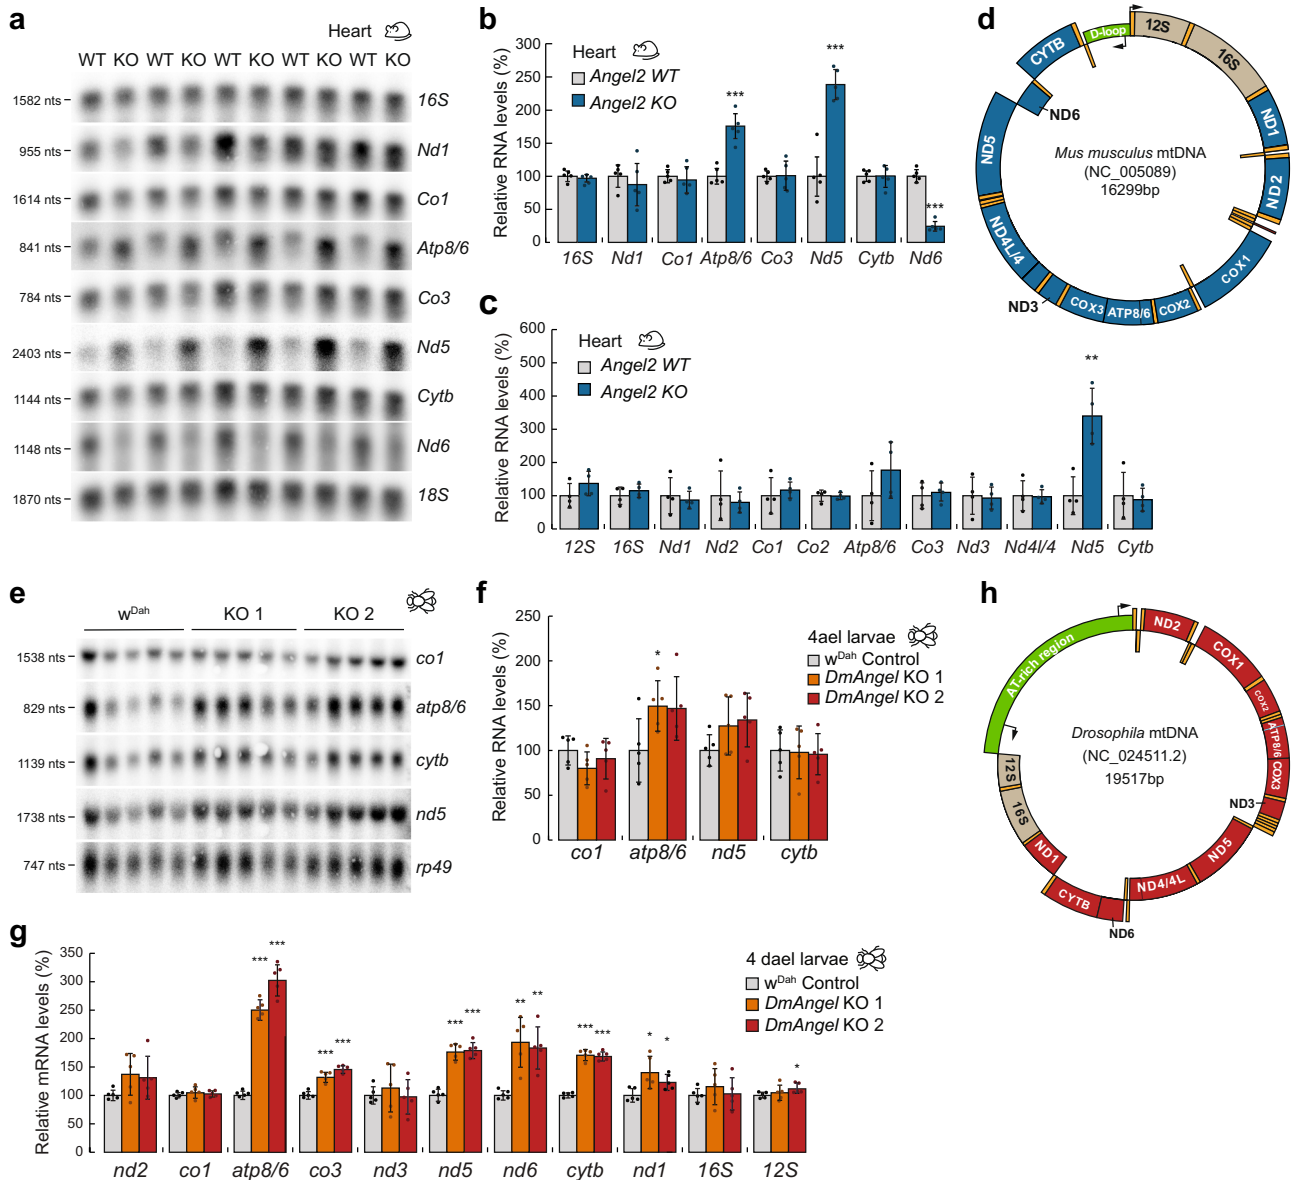 a
Heart
WT KO WT KO WT KO WT KO WT KO
1582 nts
16S
955 nts
Nd1
1614 nts
Co1
841 nts
Atp8/6
784 nts
Co3
2403 nts
Nd5
1144 nts
Cytb
1148 nts
Nd6
1870 nts
18S
b
Relative RNA levels (%)
300
250
200
150
100
50
0
Heart
Angel2 WT
Angel2 KO
***
***
***
16S Nd1 Co1 Atp8/6 Co3 Nd5 Cytb Nd6
c
Relative RNA levels (%)
600
500
400
300
200
100
0
Heart
Angel2 WT
Angel2 KO
**
12S 16S Nd1 Nd2 Co1 Co2 Atp8/6 Co3 Nd3 Nd4l/4 Nd5 Cytb
d
D-loop
12S
16S
ND1
ND2
COX1
COX2
ATP8/6
COX3
ND3
ND4L/4
ND5
ND6
CYTB
Mus musculus mtDNA
(NC_005089)
16299bp
e
wDah KO 1 KO 2
1538 nts
co1
829 nts
atp8/6
1139 nts
cytb
1738 nts
nd5
747 nts
rp49
f
Relative RNA levels (%)
250
200
150
100
50
0
4ael larvae
wDah Control
DmAngel KO 1
DmAngel KO 2
*
co1 atp8/6 nd5 cytb
h
AT-rich region
ND2
COX1
COX2
ATP8/6
COX3
ND3
ND5
ND4/4L
ND6
CYTB
ND1
16S
12S
Drosophila mtDNA
(NC_024511.2)
19517bp
g
Relative mRNA levels (%)
350
300
250
200
150
100
50
0
4 dael larvae
wDah Control
DmAngel KO 1
DmAngel KO 2
*** ***
*** ***
*** ***
** **
*** ***
* *
*
nd2 co1 atp8/6 co3 nd3 nd5 nd6 cytb nd1 16S 12S